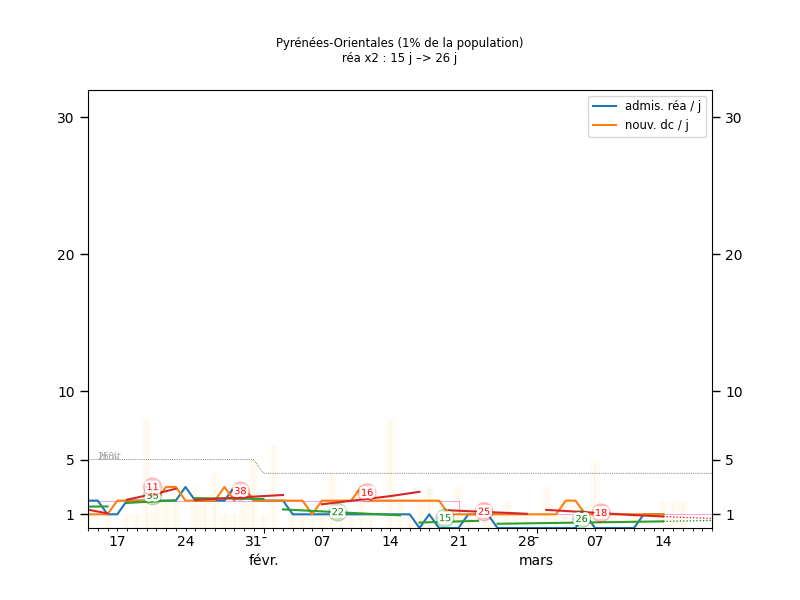 Pyrénées-Orientales (1% de la population)
réa x2 : 15 j –> 26 j
admis. réa / j
nouv. dc / j
30 30
20 20
10 10
5 5
1 1
11 38 16 25 18
22 15 26
17 24 31 07 14 21 28 07 14
févr. mars